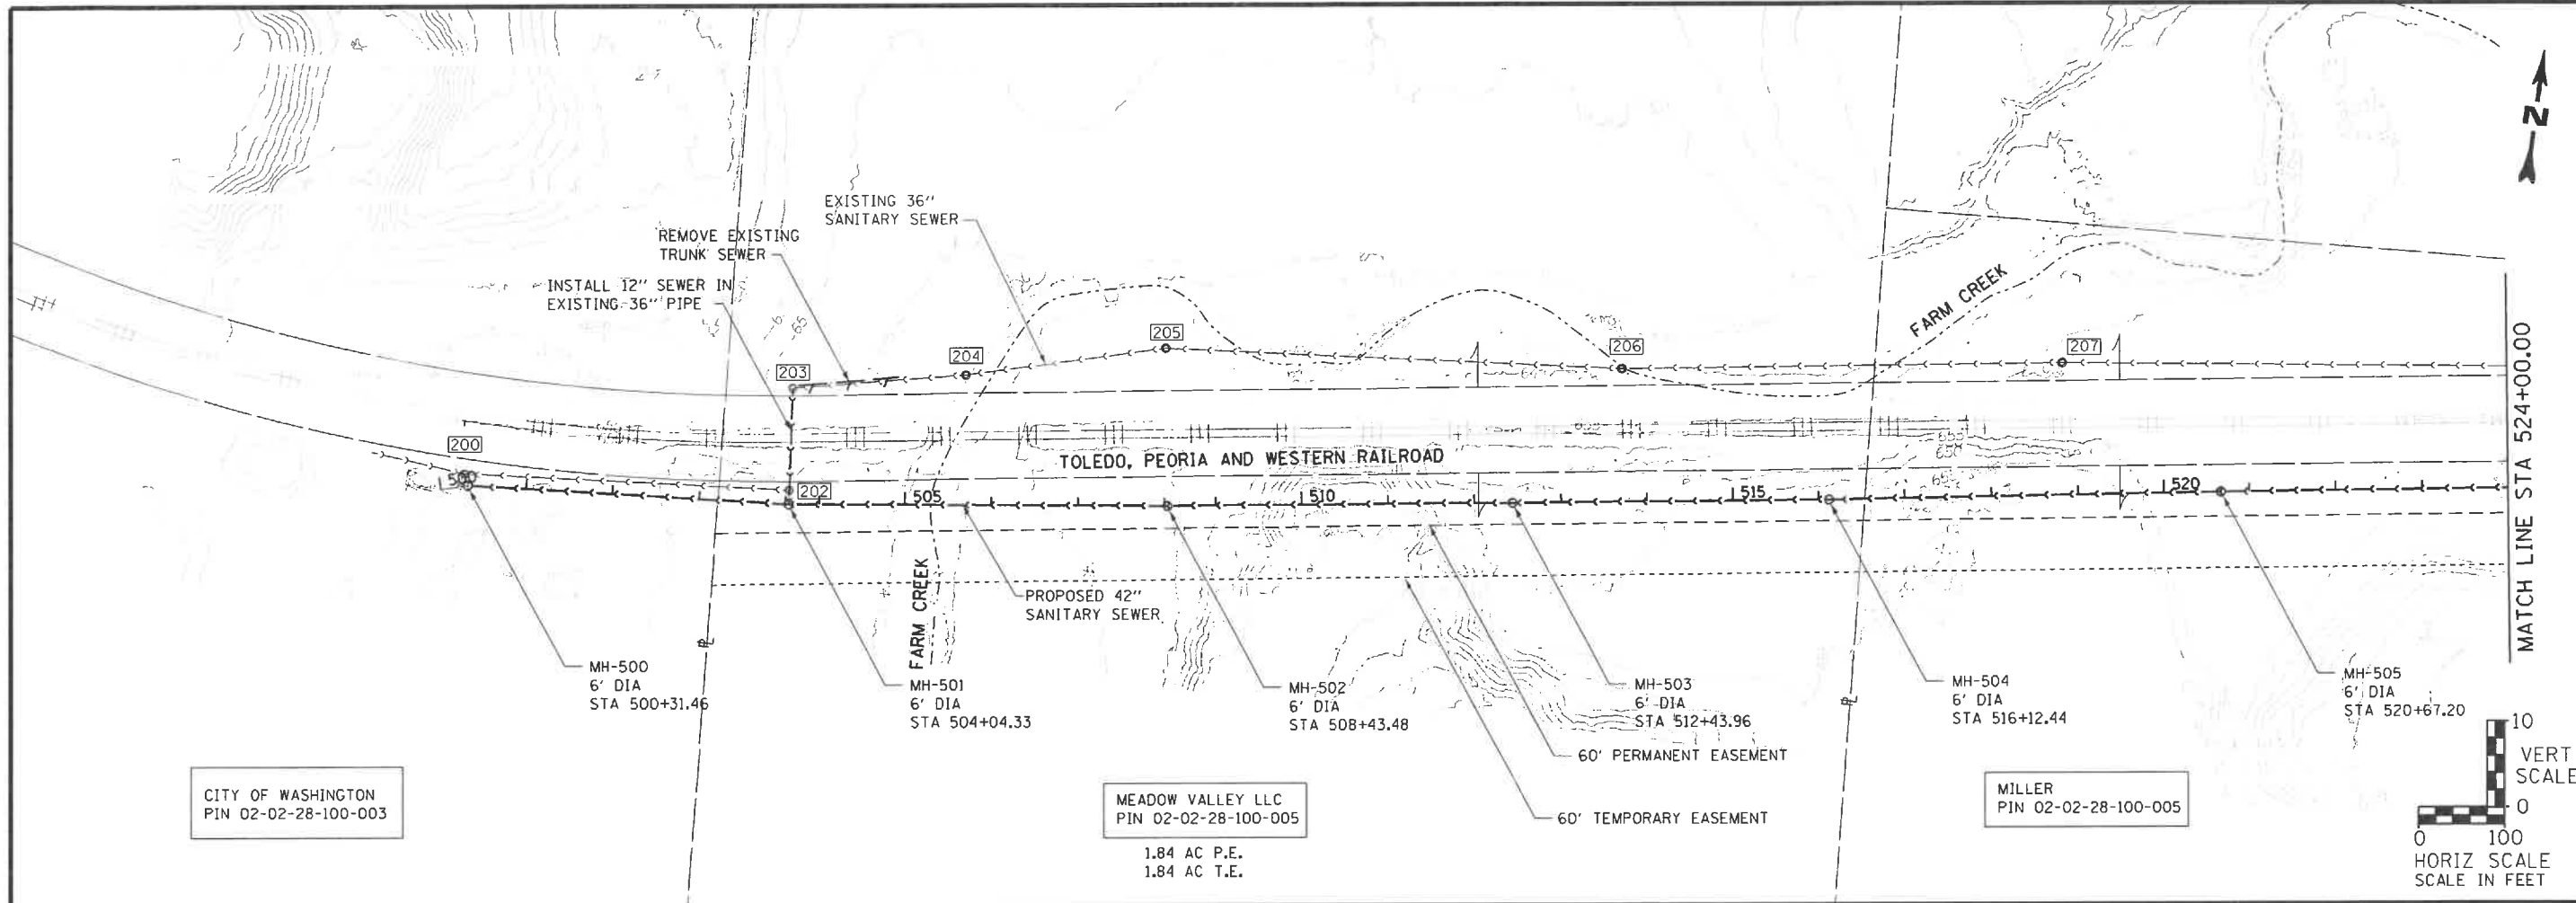 EXISTING 36"
SANITARY SEWER
REMOVE EXISTING
TRUNK SEWER
INSTALL 12" SEWER IN
EXISTING 36" PIPE
N
203
204
205
206
207
FARM CREEK
200
202
500
505
510
515
520
TOLEDO, PEORIA AND WESTERN RAILROAD
655
650
MATCH LINE STA 524+00.00
FARM CREEK
PROPOSED 42"
SANITARY SEWER
MH-500
6' DIA
STA 500+31.46
MH-501
6' DIA
STA 504+04.33
MH-502
6' DIA
STA 508+43.48
MH-503
6' DIA
STA 512+43.96
MH-504
6' DIA
STA 516+12.44
MH-505
6' DIA
STA 520+67.20
60' PERMANENT EASEMENT
60' TEMPORARY EASEMENT
CITY OF WASHINGTON
PIN 02-02-28-100-003
MEADOW VALLEY LLC
PIN 02-02-28-100-005
1.84 AC P.E.
1.84 AC T.E.
MILLER
PIN 02-02-28-100-005
10
VERT
SCALE
0
0 100
HORIZ SCALE
SCALE IN FEET